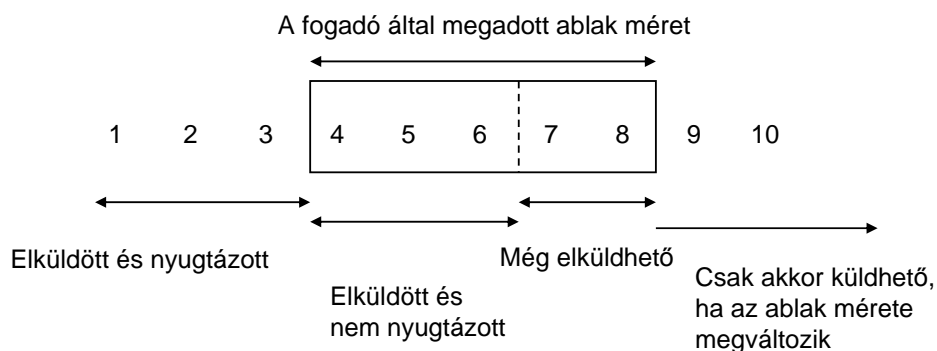 A fogadó által megadott ablak méret
1 2 3 4 5 6 7 8 9 10
Elküldött és nyugtázott
Elküldött és
nem nyugtázott
Még elküldhető
Csak akkor küldhető,
ha az ablak mérete
megváltozik